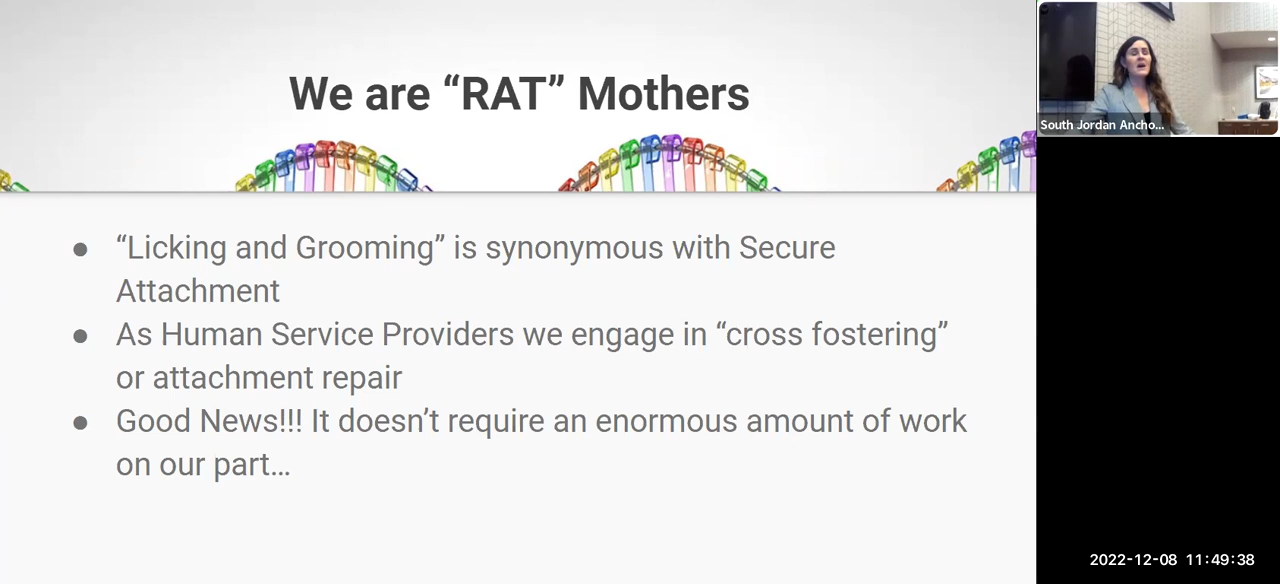 We are “RAT” Mothers
“Licking and Grooming” is synonymous with Secure
Attachment
As Human Service Providers we engage in “cross fostering”
or attachment repair
Good News!!! It doesn’t require an enormous amount of work
on our part…
South Jordan Ancho...
2022-12-08 11:49:38